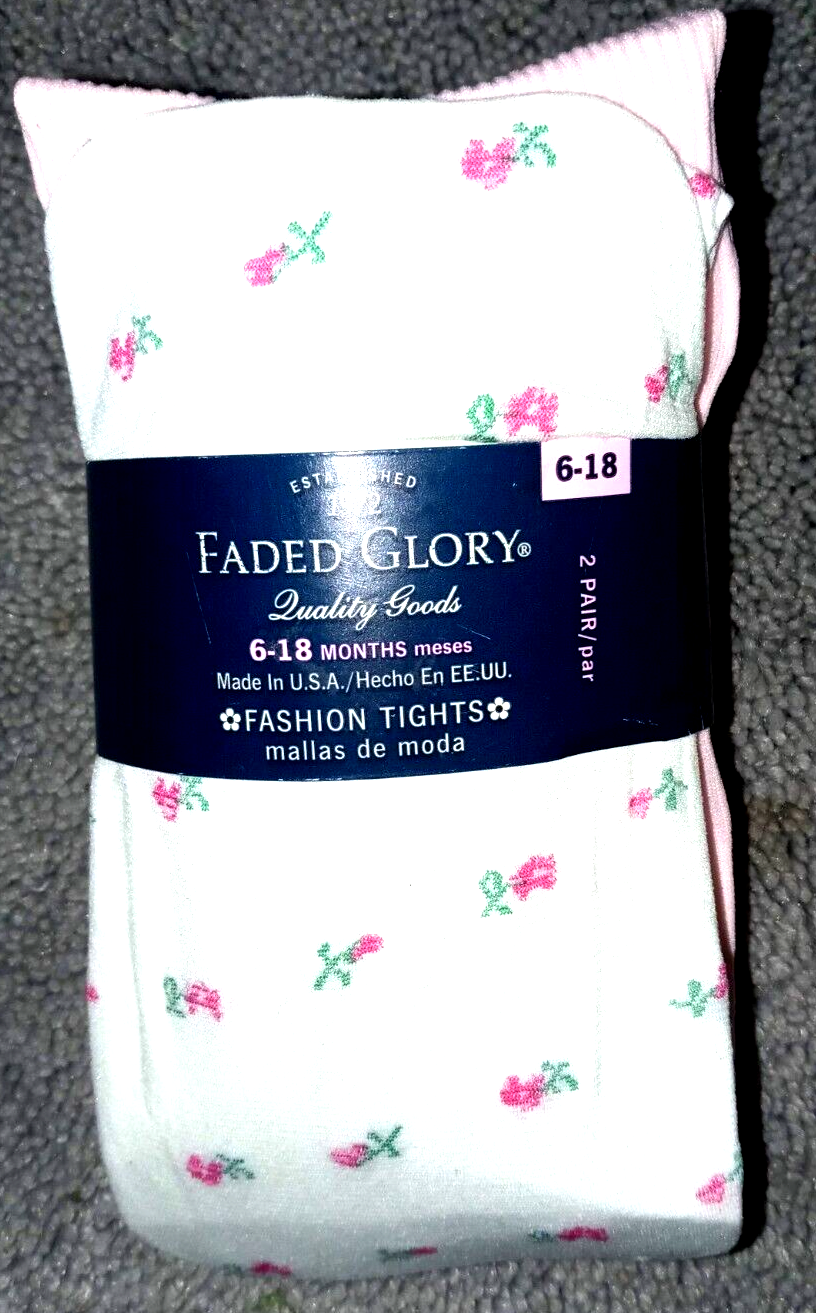 ESTABLISHED
FADED GLORY®
Quality Goods
6-18 MONTHS meses
Made In U.S.A./Hecho En EE.UU.
✿FASHION TIGHTS✿
mallas de moda
6-18
2 PAIR/par